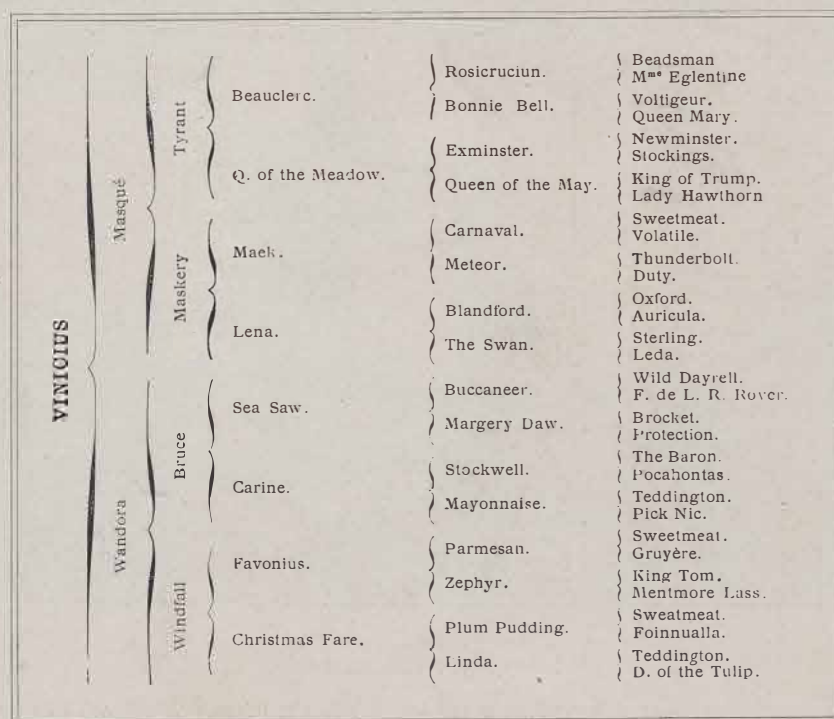 VINICIUS
Masqué
Wandora
Tyrant
Maskery
Bruce
Windfall
Beauclerc.
Q. of the Meadow.
Mask.
Lena.
Sea Saw.
Carine.
Favonius.
Christmas Fare.
Rosicruciun.
Bonnie Bell.
Exminster.
Queen of the May.
Carnaval.
Meteor.
Blandford.
The Swan.
Buccaneer.
Margery Daw.
Stockwell.
Mayonnaise.
Parmesan.
Zephyr.
Plum Pudding.
Linda.
Beadsman
Mme Eglentine
Voltigeur.
Queen Mary.
Newminster.
Stockings.
King of Trump.
Lady Hawthorn
Sweetmeat.
Volatile.
Thunderbolt.
Duty.
Oxford.
Auricula.
Sterling.
Leda.
Wild Dayrell.
F. de L. R. Rover.
Brocket.
Protection.
The Baron.
Pocahontas.
Teddington.
Pick Nic.
Sweetmeat.
Gruyère.
King Tom.
Mentmore Lass.
Sweatmeat.
Foinnualla.
Teddington.
D. of the Tulip.